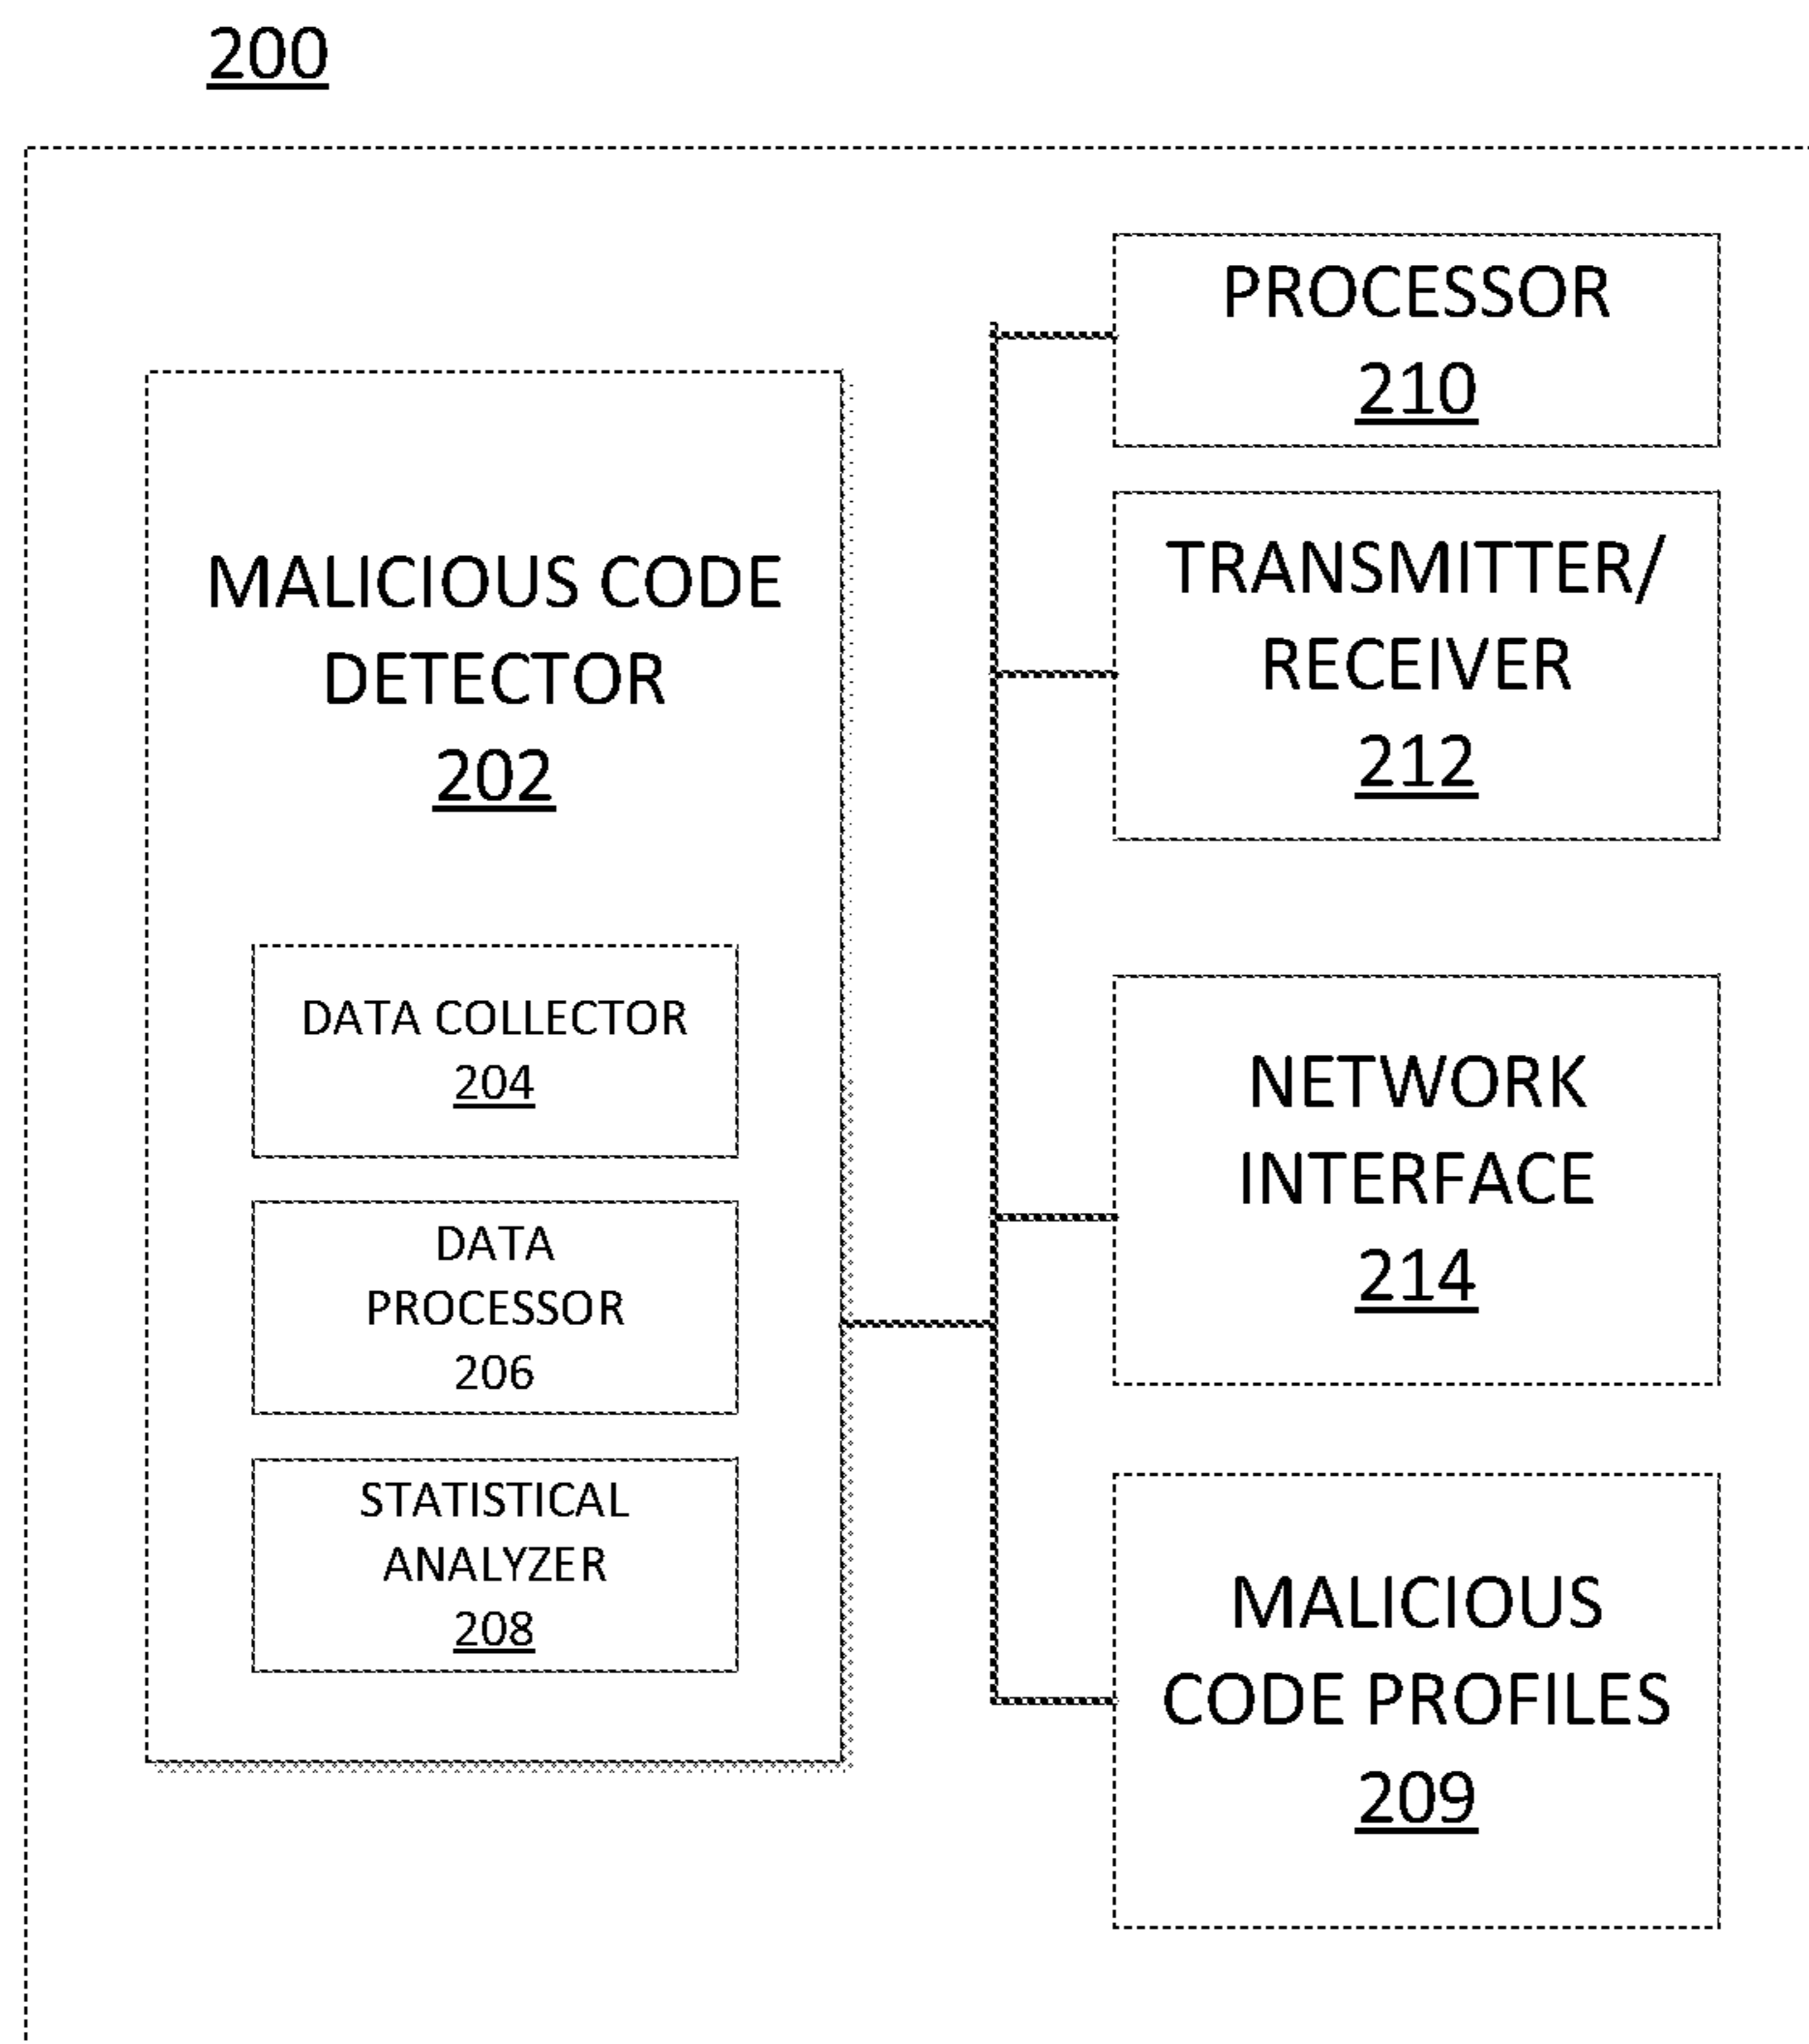 200
MALICIOUS CODE
DETECTOR
202
DATA COLLECTOR
204
DATA
PROCESSOR
206
STATISTICAL
ANALYZER
208
PROCESSOR
210
TRANSMITTER/
RECEIVER
212
NETWORK
INTERFACE
214
MALICIOUS
CODE PROFILES
209